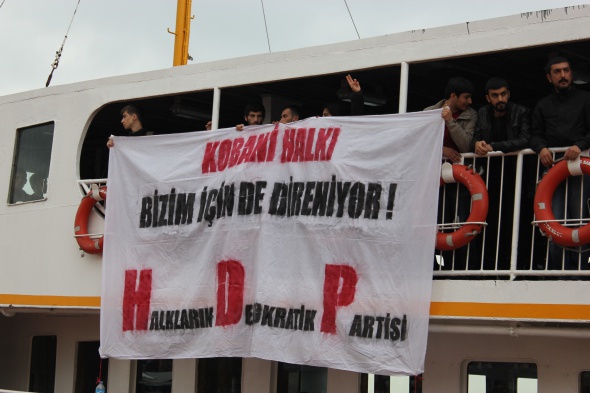 KOBANİ HALKI
BİZİM İÇİN DE DİRENİYOR!
HALKLARIN DEMOKRATİK PARTİSİ